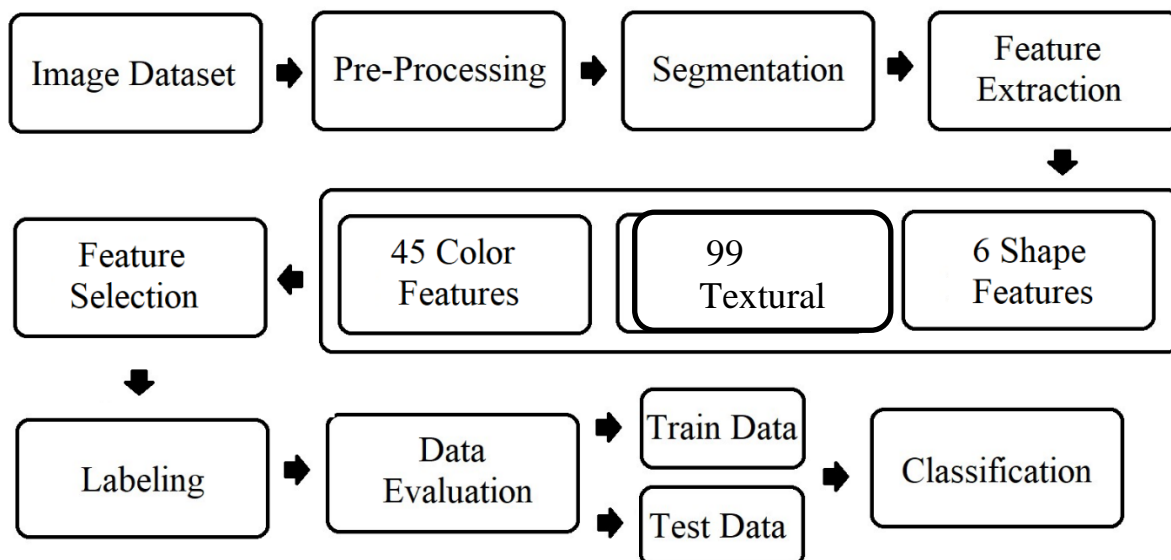 Image Dataset
Pre-Processing
Segmentation
Feature
Extraction
45 Color
Features
99
Textural
6 Shape
Features
Feature
Selection
Labeling
Data
Evaluation
Train Data
Test Data
Classification